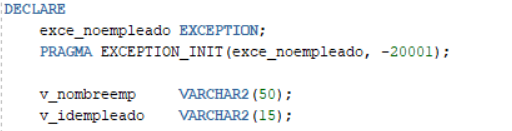 DECLARE
exce_noempleado EXCEPTION;
PRAGMA EXCEPTION_INIT(exce_noempleado, -20001);
v_nombreemp VARCHAR2(50);
v_idempleado VARCHAR2(15);